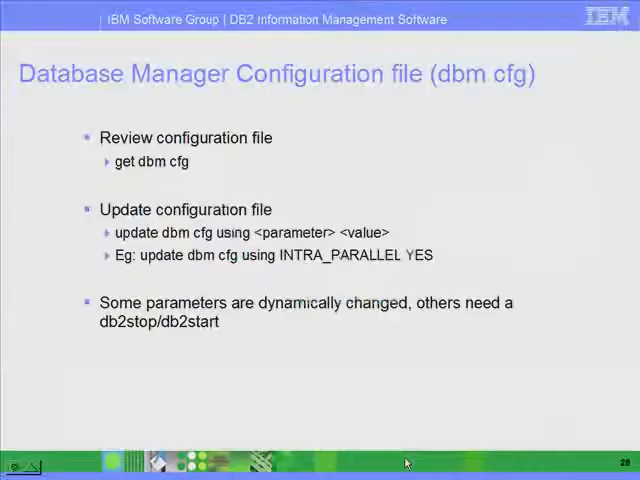 IBM Software Group | DB2 Information Management Software
IBM
Database Manager Configuration file (dbm cfg)
Review configuration file
get dbm cfg
Update configuration file
update dbm cfg using <parameter> <value>
Eg: update dbm cfg using INTRA_PARALLEL YES
Some parameters are dynamically changed, others need a
db2stop/db2start
26